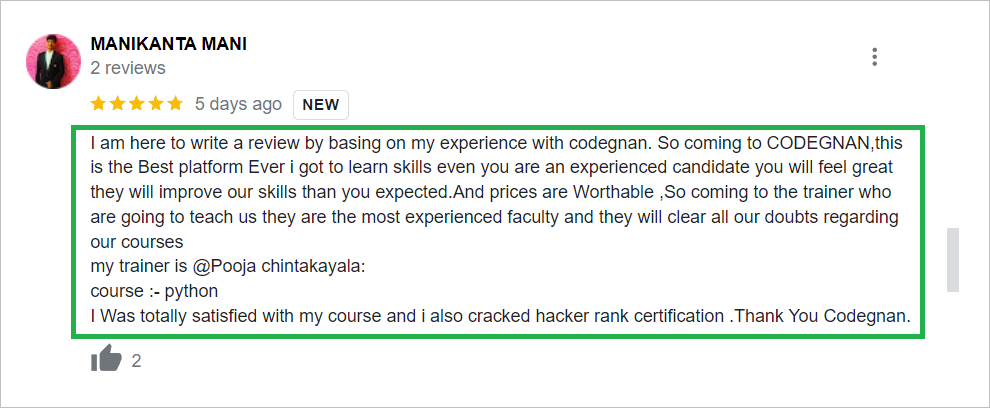 MANIKANTA MANI
2 reviews
5 days ago NEW
I am here to write a review by basing on my experience with codegnan. So coming to CODEGNAN,this
is the Best platform Ever i got to learn skills even you are an experienced candidate you will feel great
they will improve our skills than you expected.And prices are Worthable ,So coming to the trainer who
are going to teach us they are the most experienced faculty and they will clear all our doubts regarding
our courses
my trainer is @Pooja chintakayala:
course :- python
I Was totally satisfied with my course and i also cracked hacker rank certification .Thank You Codegnan.
2